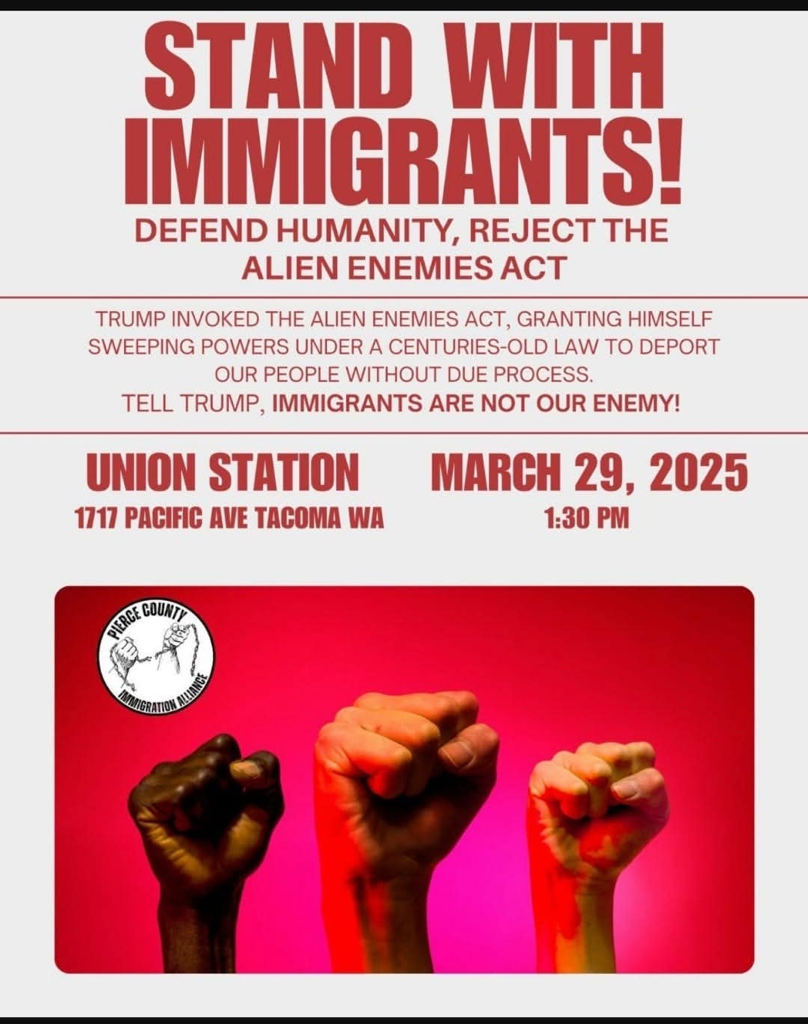 STAND WITH
IMMIGRANTS!
DEFEND HUMANITY, REJECT THE
ALIEN ENEMIES ACT
TRUMP INVOKED THE ALIEN ENEMIES ACT, GRANTING HIMSELF
SWEEPING POWERS UNDER A CENTURIES-OLD LAW TO DEPORT
OUR PEOPLE WITHOUT DUE PROCESS.
TELL TRUMP, IMMIGRANTS ARE NOT OUR ENEMY!
UNION STATION
1717 PACIFIC AVE TACOMA WA
MARCH 29, 2025
1:30 PM
PIERCE COUNTY
IMMIGRATION ALLIANCE